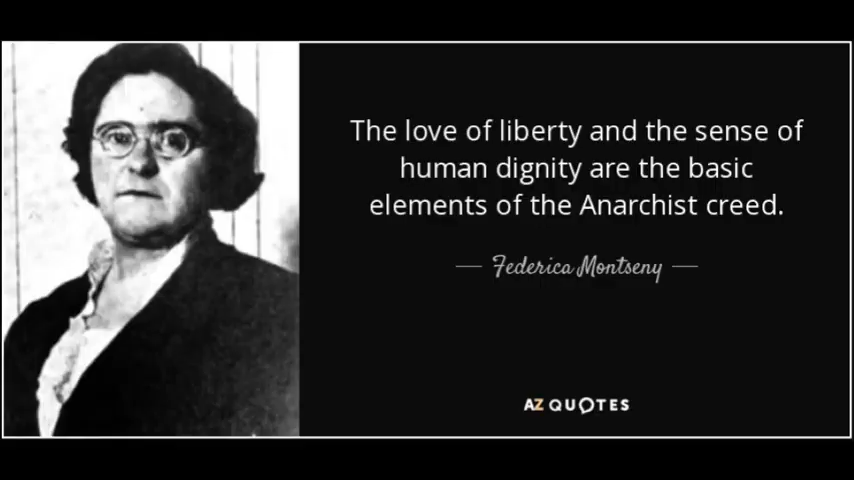 The love of liberty and the sense of
human dignity are the basic
elements of the Anarchist creed.
Federica Montseny
AZ QUOTES